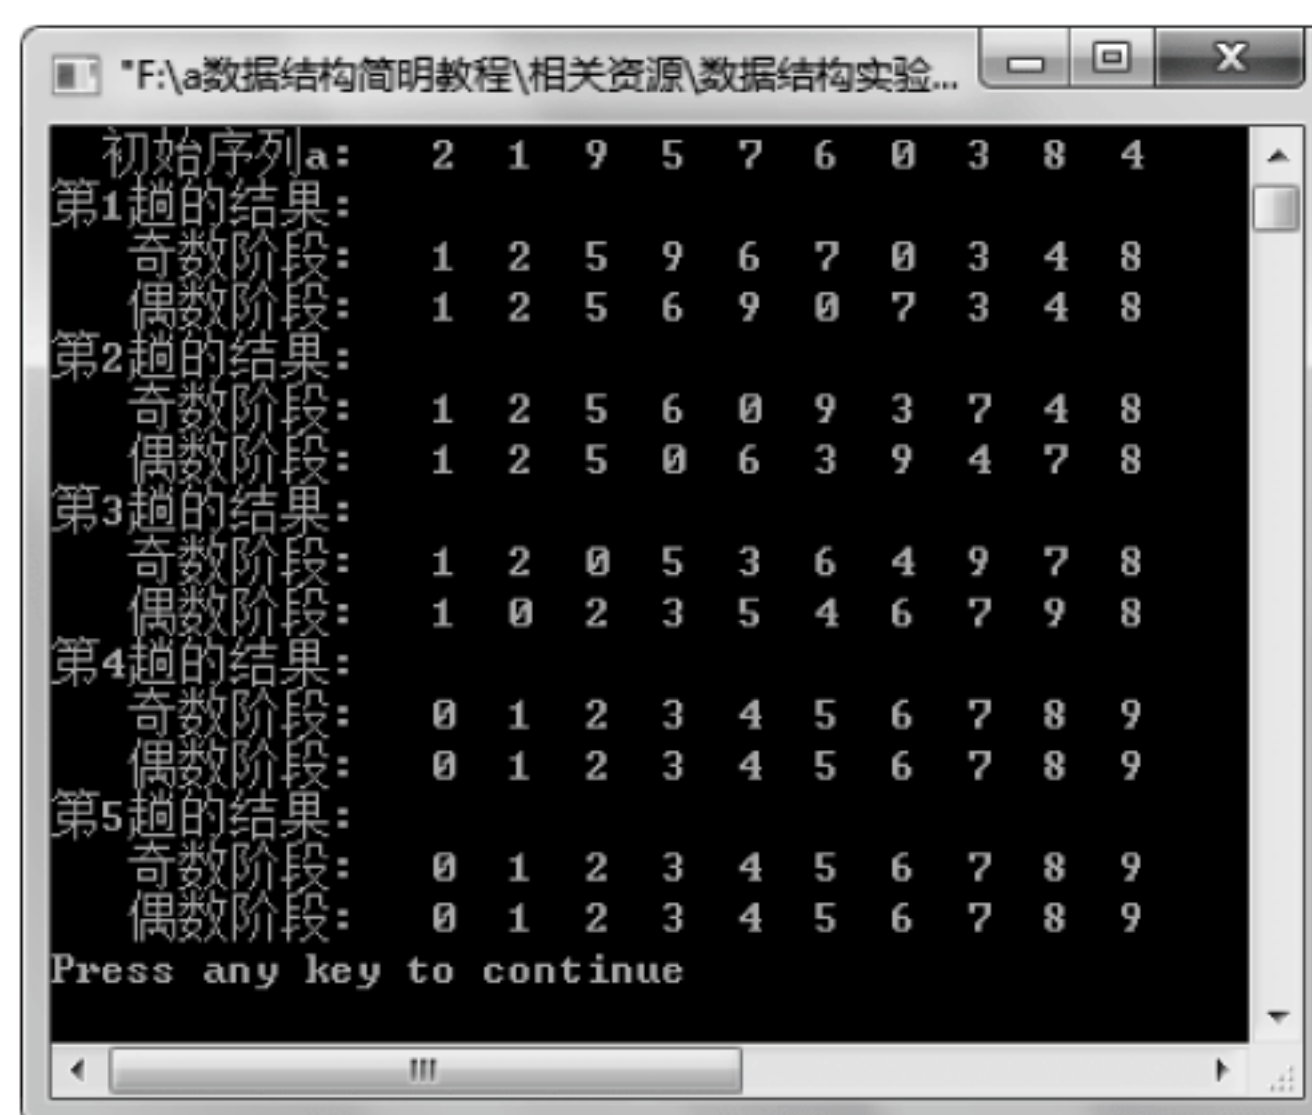 "F:\a数据结构简明教程\相关资源\数据结构实验...
初始序列a: 2 1 9 5 7 6 0 3 8 4
第1趟的结果:
奇数阶段: 1 2 5 9 6 7 0 3 4 8
偶数阶段: 1 2 5 6 9 0 7 3 4 8
第2趟的结果:
奇数阶段: 1 2 5 6 0 9 3 7 4 8
偶数阶段: 1 2 5 0 6 3 9 4 7 8
第3趟的结果:
奇数阶段: 1 2 0 5 3 6 4 9 7 8
偶数阶段: 1 0 2 3 5 4 6 7 9 8
第4趟的结果:
奇数阶段: 0 1 2 3 4 5 6 7 8 9
偶数阶段: 0 1 2 3 4 5 6 7 8 9
第5趟的结果:
奇数阶段: 0 1 2 3 4 5 6 7 8 9
偶数阶段: 0 1 2 3 4 5 6 7 8 9
Press any key to continue